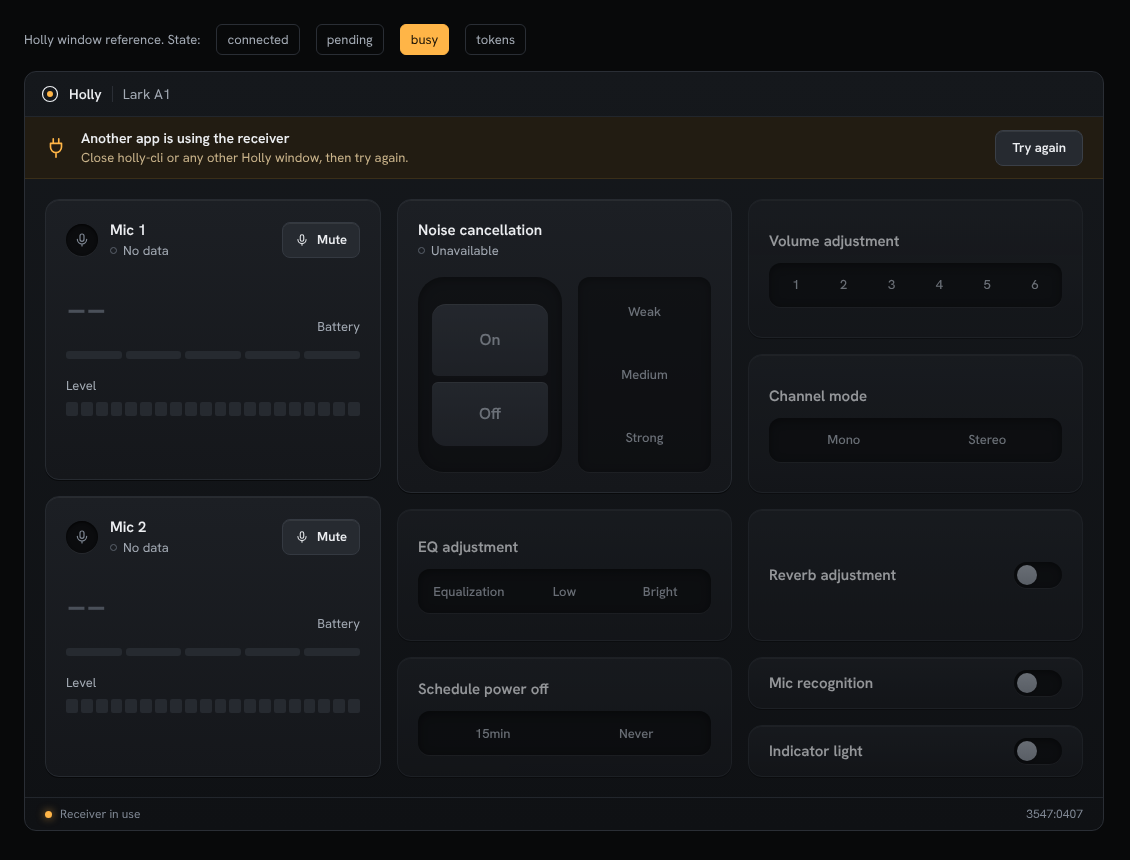 Holly window reference. State: connected pending busy tokens
Holly Lark A1
Another app is using the receiver
Close holly-cli or any other Holly window, then try again.
Try again
Mic 1
No data
Mute
Battery
Level
Mic 2
No data
Mute
Battery
Level
Noise cancellation
Unavailable
On
Off
Weak
Medium
Strong
EQ adjustment
Equalization Low Bright
Schedule power off
15min Never
Volume adjustment
1 2 3 4 5 6
Channel mode
Mono Stereo
Reverb adjustment
Mic recognition
Indicator light
Receiver in use
3547:0407